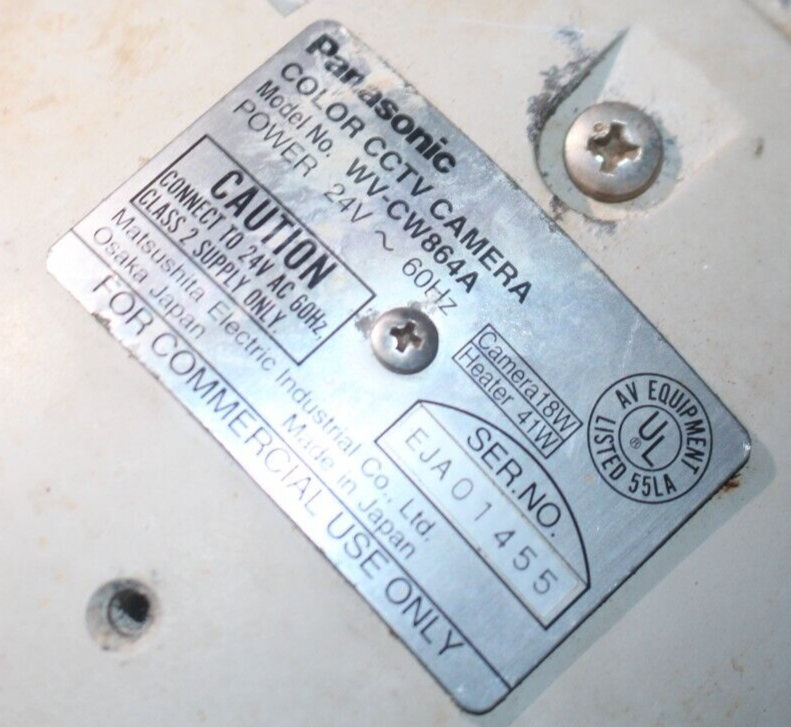 Panasonic
COLOR CCTV CAMERA
Model No. WV-CW864A
POWER 24V ~ 60HZ
CAUTION
CONNECT TO 24V AC 60Hz,
CLASS 2 SUPPLY ONLY.
Camera 18W
Heater 41W
AV EQUIPMENT
UL
®
LISTED 55LA
Matsushita Electric Industrial Co., Ltd.
Osaka Japan
Made in Japan
SER.NO.
EJA01455
FOR COMMERCIAL USE ONLY